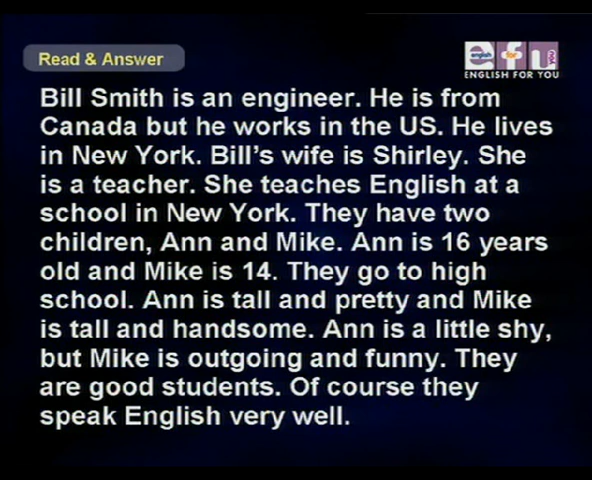 Read & Answer
english for you
efu
ENGLISH FOR YOU
Bill Smith is an engineer. He is from
Canada but he works in the US. He lives
in New York. Bill's wife is Shirley. She
is a teacher. She teaches English at a
school in New York. They have two
children, Ann and Mike. Ann is 16 years
old and Mike is 14. They go to high
school. Ann is tall and pretty and Mike
is tall and handsome. Ann is a little shy,
but Mike is outgoing and funny. They
are good students. Of course they
speak English very well.